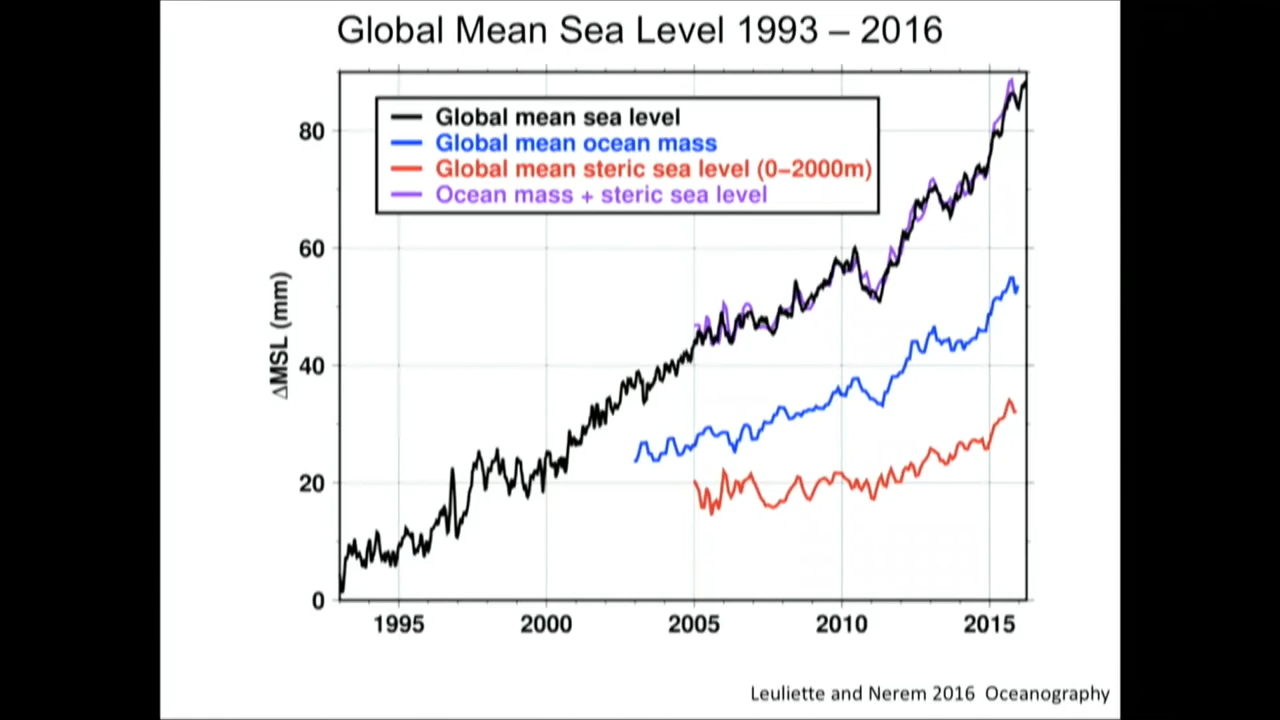 Global Mean Sea Level 1993 – 2016
Global mean sea level
Global mean ocean mass
Global mean steric sea level (0−2000m)
Ocean mass + steric sea level
ΔMSL (mm)
80
60
40
20
0
1995 2000 2005 2010 2015
Leuliette and Nerem 2016 Oceanography